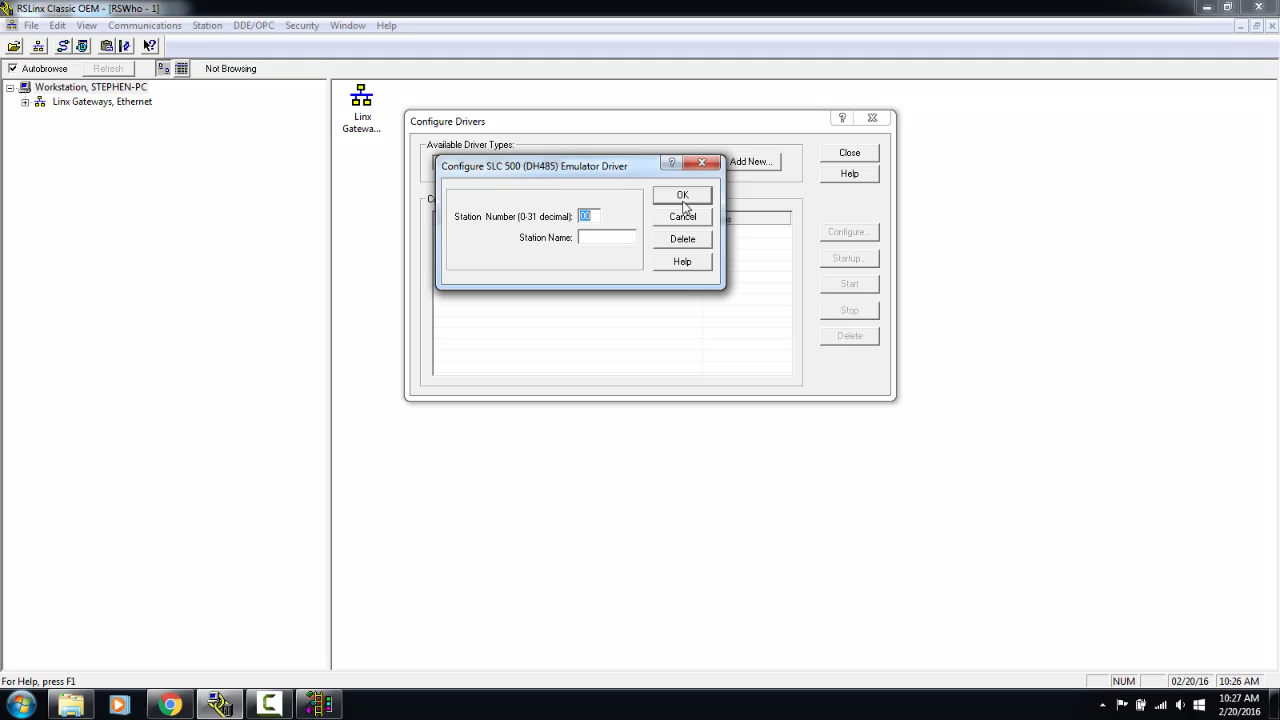 RSLinx Classic OEM - [RSWho - 1]
File Edit View Communications Station DDE/OPC Security Window Help
Autobrowse Refresh Not Browsing
Workstation, STEPHEN-PC
Linx Gateways, Ethernet
Linx
Gatewa...
Configure Drivers
Available Driver Types:
Close
Add New...
Help
Configure SLC 500 (DH485) Emulator Driver
OK
Station Number (0-31 decimal): 00
Cancel
Station Name:
Delete
Help
Configure...
Startup...
Start
Stop
Delete
For Help, press F1
NUM 02/20/16 10:26 AM
10:27 AM
2/20/2016